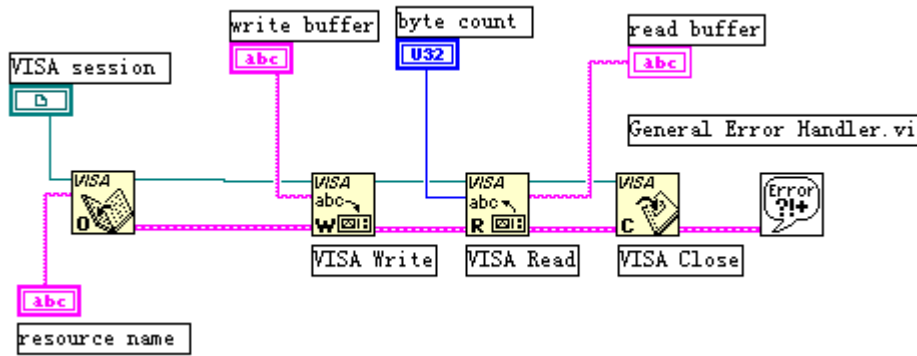 write buffer
byte count
read buffer
abc
U32
abc
VISA session
General Error Handler.vi
VISA
O
VISA
abc
W
VISA
abc
R
VISA
C
Error
?!+
VISA Write
VISA Read
VISA Close
abc
resource name